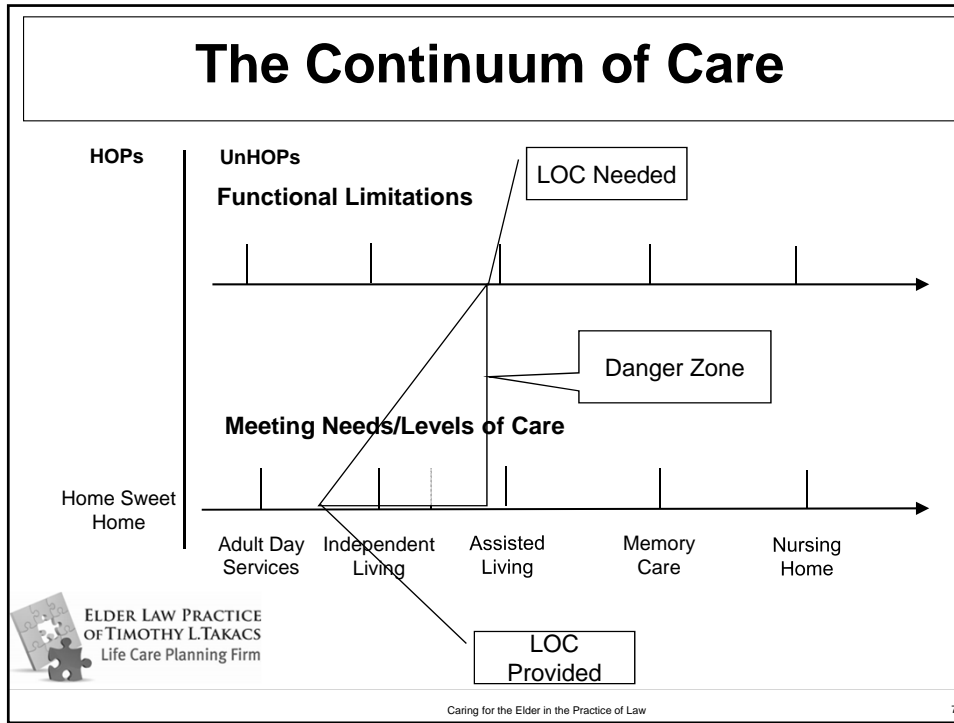 The Continuum of Care
HOPs
UnHOPs
LOC Needed
Functional Limitations
Danger Zone
Meeting Needs/Levels of Care
Home Sweet
Home
Adult Day
Services
Independent
Living
Assisted
Living
Memory
Care
Nursing
Home
ELDER LAW PRACTICE
OF TIMOTHY L. TAKACS
Life Care Planning Firm
LOC
Provided
Caring for the Elder in the Practice of Law
7